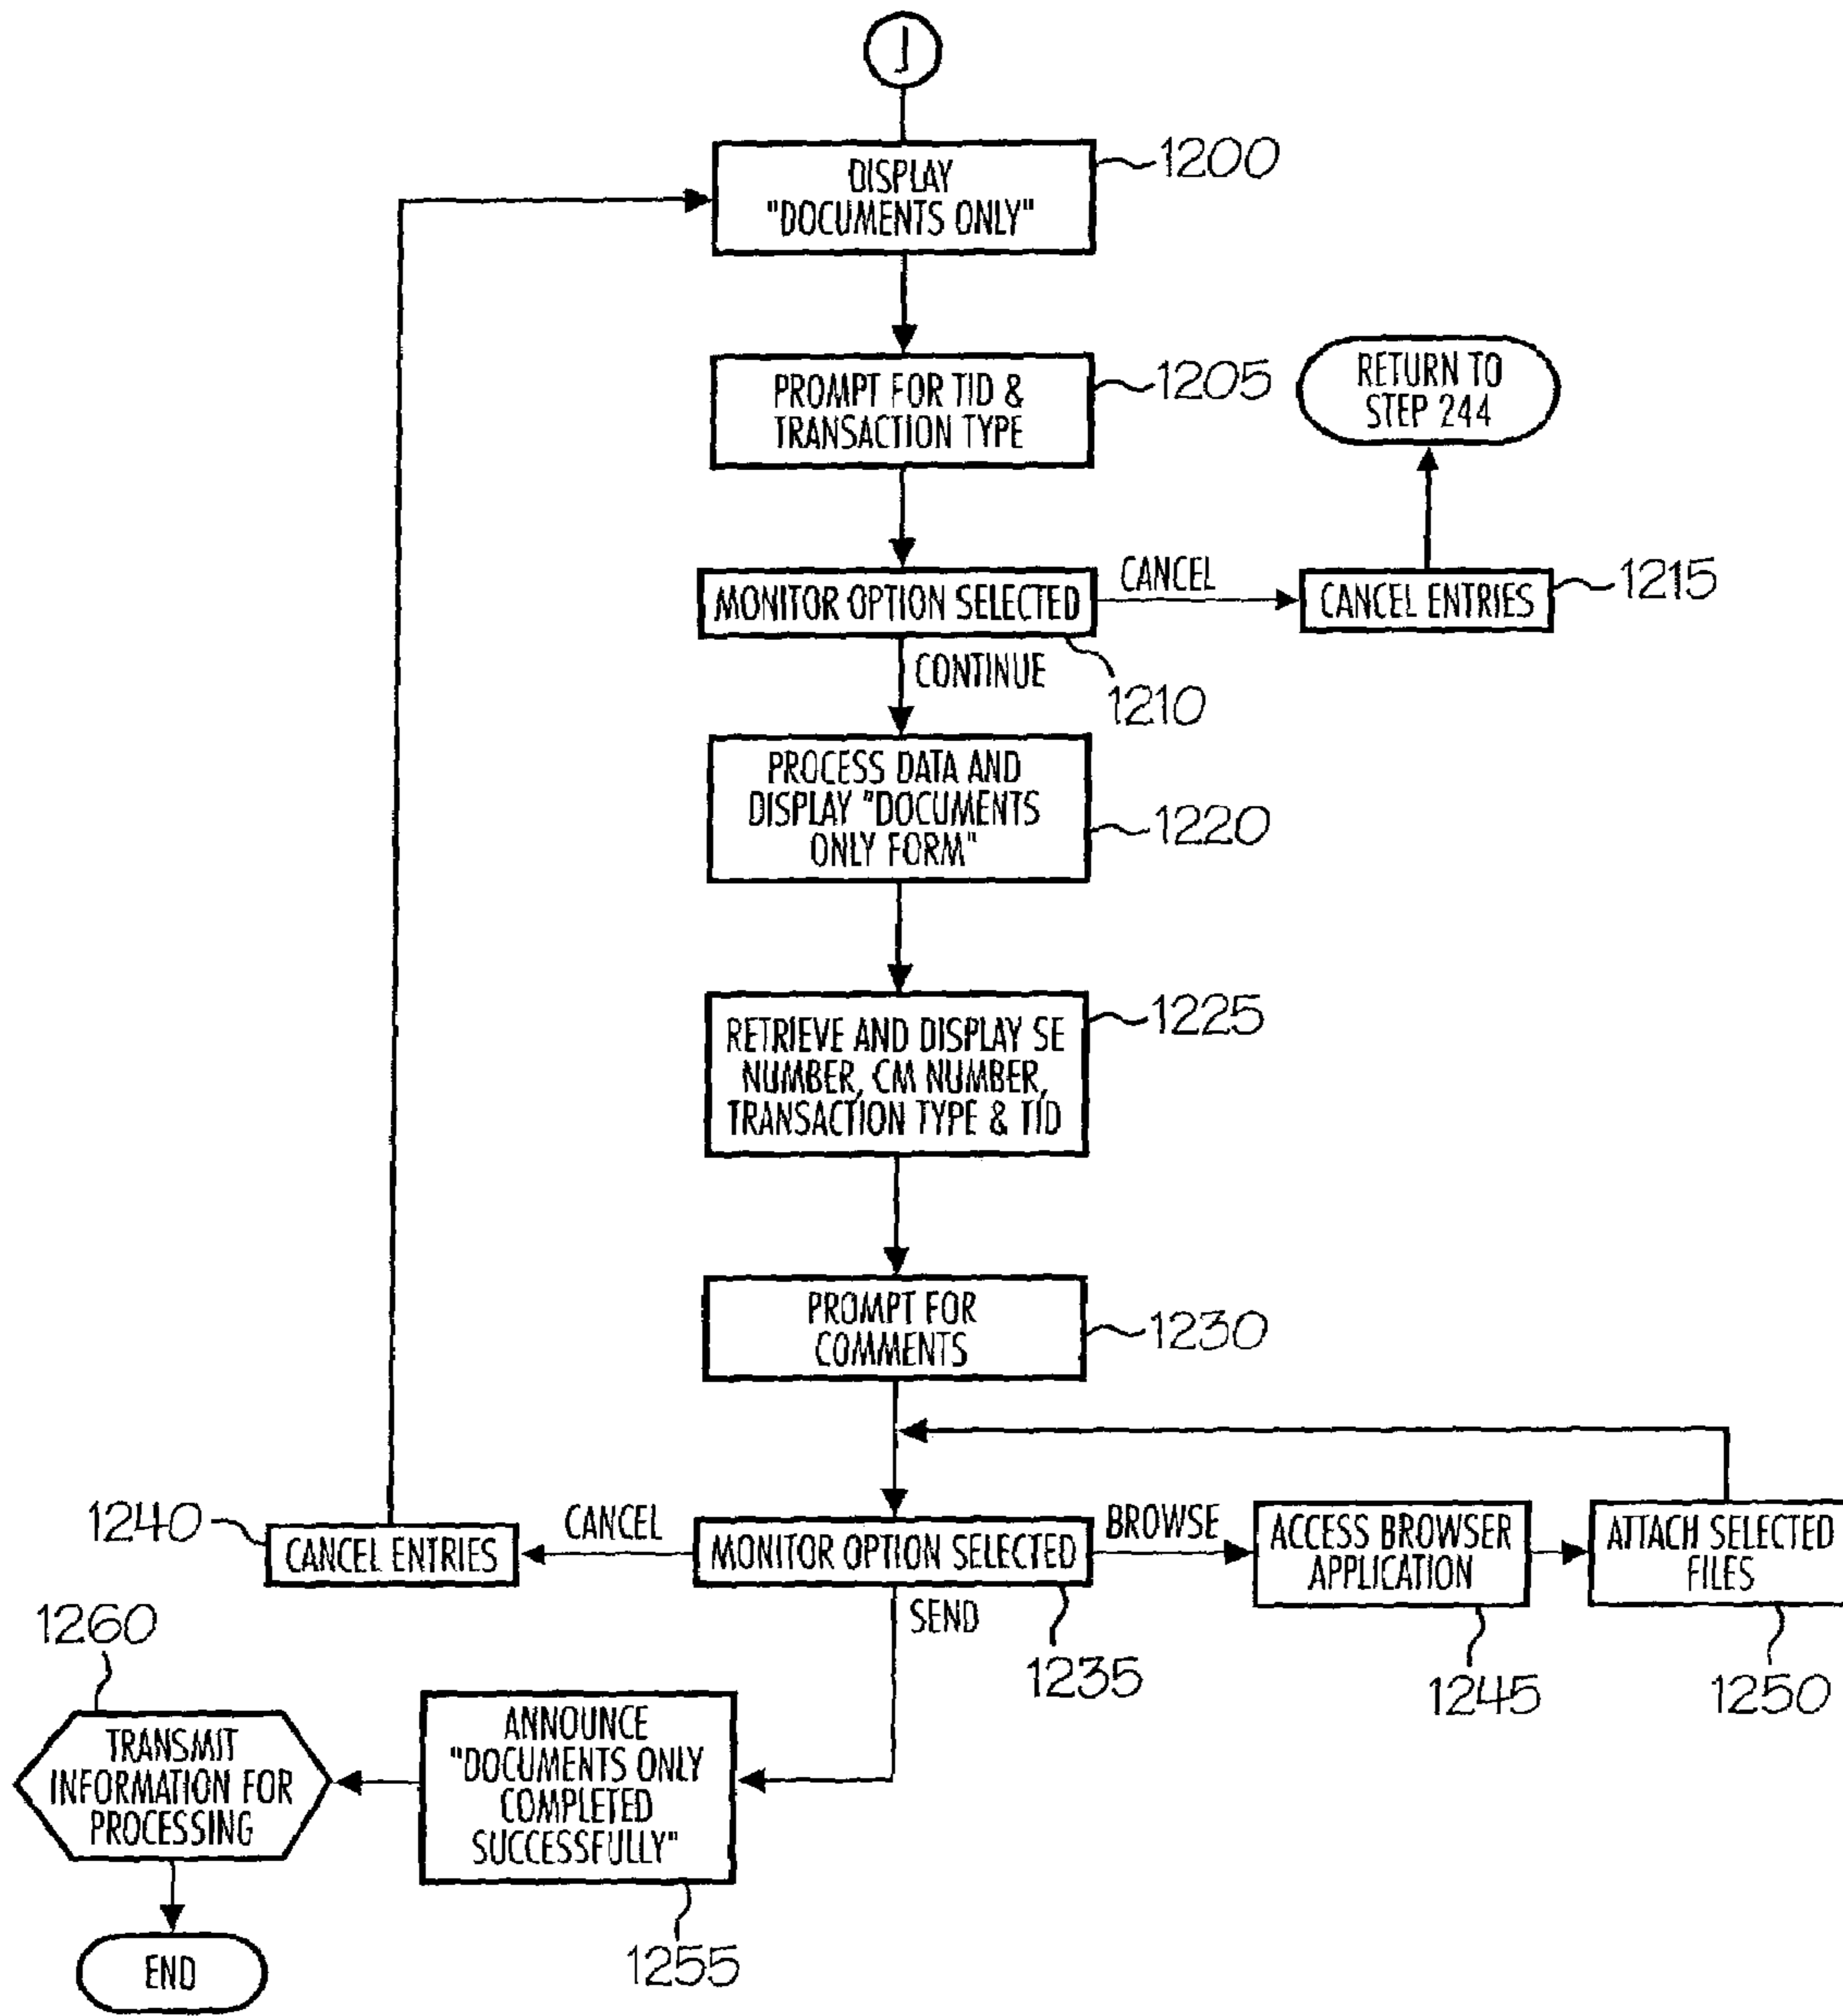 J
DISPLAY
"DOCUMENTS ONLY"
1200
PROMPT FOR TID &
TRANSACTION TYPE
1205
RETURN TO
STEP 244
MONITOR OPTION SELECTED
CANCEL
CANCEL ENTRIES
1215
CONTINUE
1210
PROCESS DATA AND
DISPLAY "DOCUMENTS
ONLY FORM"
1220
RETRIEVE AND DISPLAY SE
NUMBER, CM NUMBER,
TRANSACTION TYPE & TID
1225
PROMPT FOR
COMMENTS
1230
1240
CANCEL ENTRIES
CANCEL
MONITOR OPTION SELECTED
BROWSE
ACCESS BROWSER
APPLICATION
ATTACH SELECTED
FILES
SEND
1235
1245
1250
1260
TRANSMIT
INFORMATION FOR
PROCESSING
ANNOUNCE
"DOCUMENTS ONLY
COMPLETED
SUCCESSFULLY"
1255
END